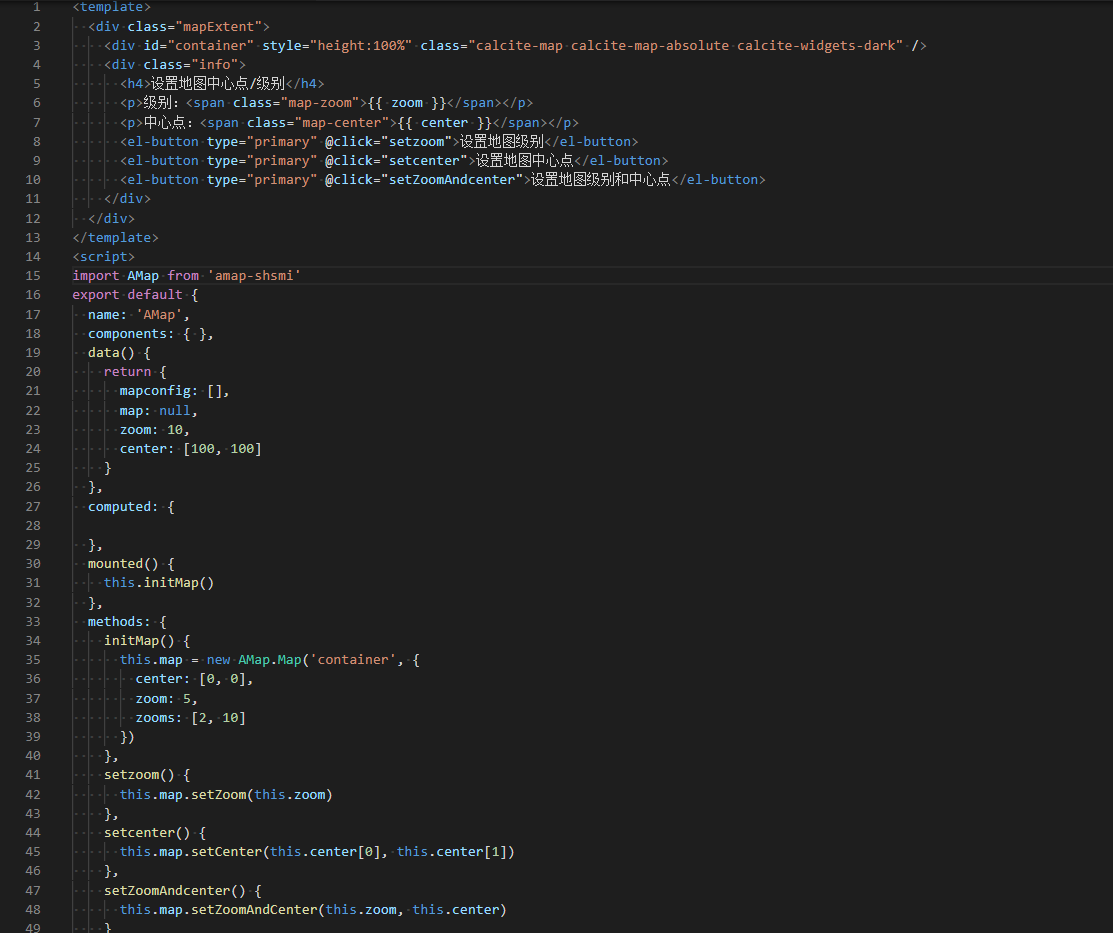 1 <template>
2 <div class="mapExtent">
3 <div id="container" style="height:100%" class="calcite-map calcite-map-absolute calcite-widgets-dark" />
4 <div class="info">
5 <h4>设置地图中心点/级别</h4>
6 <p>级别：<span class="map-zoom">{{ zoom }}</span></p>
7 <p>中心点：<span class="map-center">{{ center }}</span></p>
8 <el-button type="primary" @click="setzoom">设置地图级别</el-button>
9 <el-button type="primary" @click="setcenter">设置地图中心点</el-button>
10 <el-button type="primary" @click="setZoomAndcenter">设置地图级别和中心点</el-button>
11 </div>
12 </div>
13 </template>
14 <script>
15 import AMap from 'amap-shsmi'
16 export default {
17 name: 'AMap',
18 components: { },
19 data() {
20 return {
21 mapconfig: [],
22 map: null,
23 zoom: 10,
24 center: [100, 100]
25 }
26 },
27 computed: {
28
29 },
30 mounted() {
31 this.initMap()
32 },
33 methods: {
34 initMap() {
35 this.map = new AMap.Map('container', {
36 center: [0, 0],
37 zoom: 5,
38 zooms: [2, 10]
39 })
40 },
41 setzoom() {
42 this.map.setZoom(this.zoom)
43 },
44 setcenter() {
45 this.map.setCenter(this.center[0], this.center[1])
46 },
47 setZoomAndcenter() {
48 this.map.setZoomAndCenter(this.zoom, this.center)
49 }